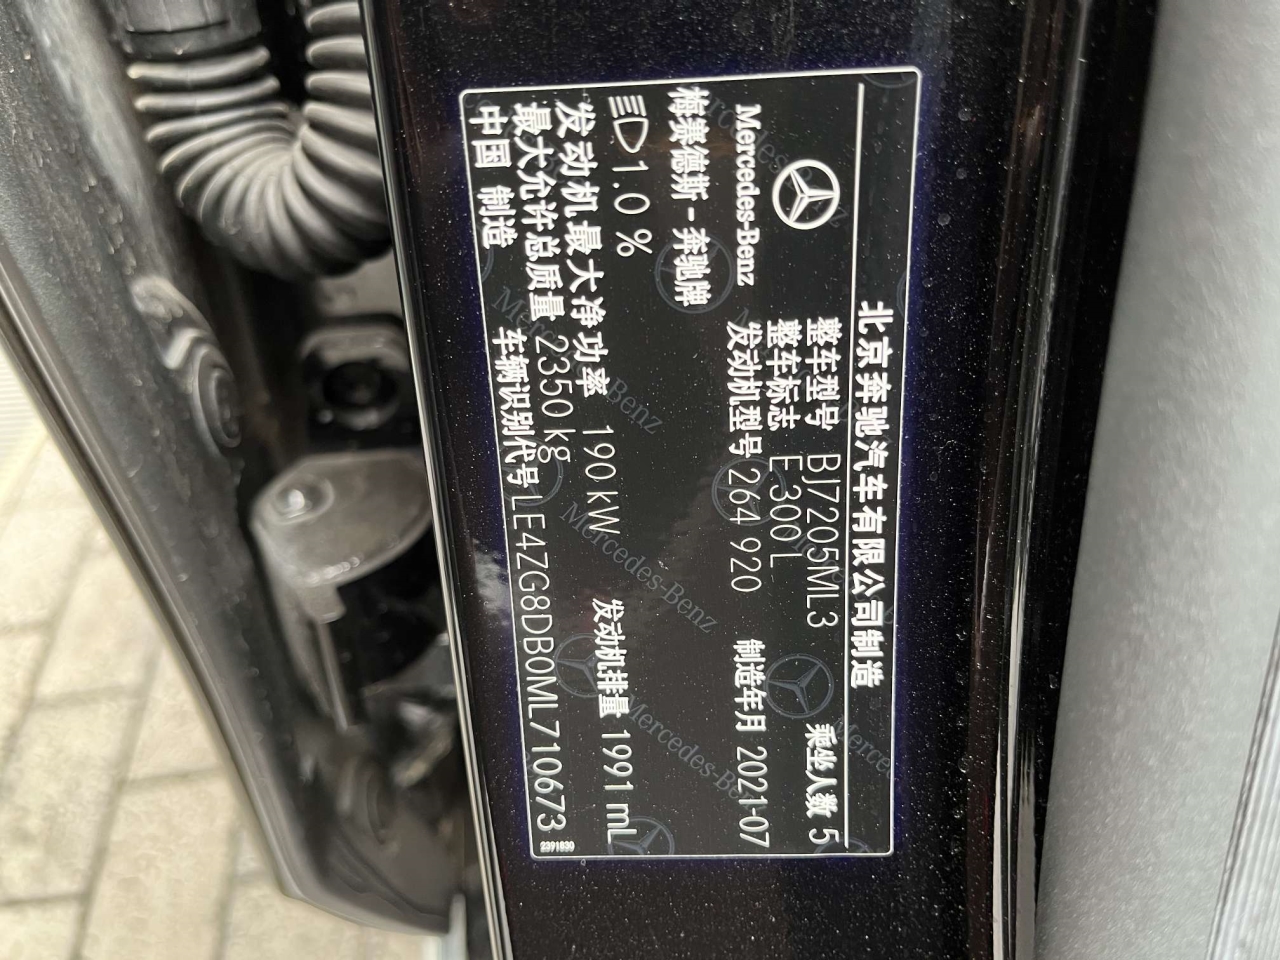 北京奔驰汽车有限公司制造
Mercedes-Benz
梅赛德斯-奔驰牌
整车型号 BJ7205ML3 乘坐人数 5
整车标志 E 300 L
发动机型号 264 920 制造年月 2021-07
1.0 %
发动机最大净功率 190 kW 发动机排量 1991 mL
最大允许总质量 2350 kg
中国 制造 车辆识别代号 LE4ZG8DB0ML710673
2391830